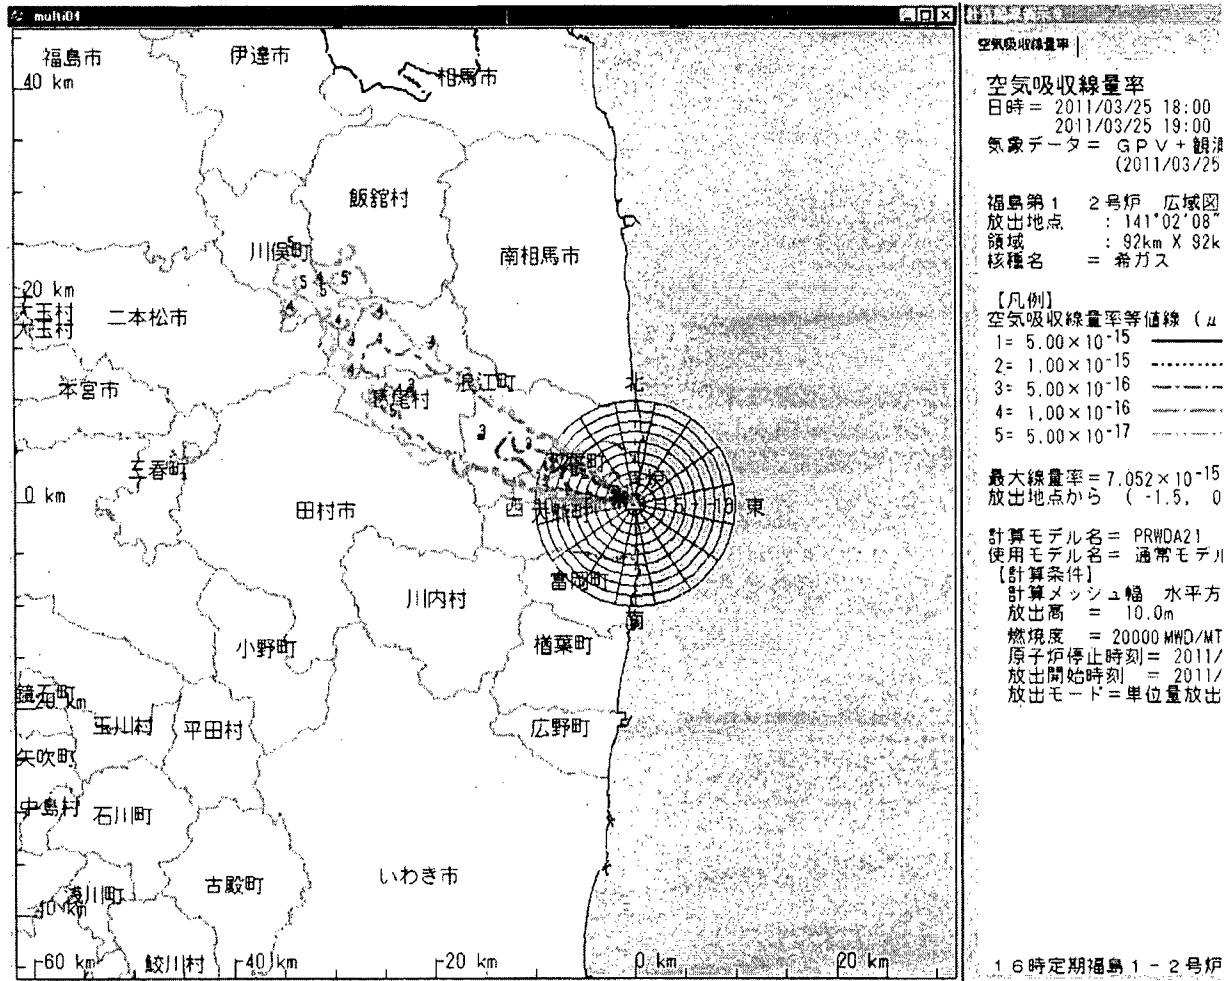 multi04
福島市
伊達市
相馬市
40 km
飯舘村
川俣町
南相馬市
20 km
大玉村
大玉村
二本松市
本宮市
浪江町
葛尾村
北
三春町
0 km
田村市
西
大熊町
東
富岡町
川内村
南
小野町
楢葉町
鏡石町
-20 km
玉川村
平田村
広野町
矢吹町
中島村
石川町
いわき市
古殿町
浅川町
-40 km
鮫川村
-60 km
-40 km
-20 km
0 km
20 km
空気吸収線量率
空気吸収線量率
日時= 2011/03/25 18:00
2011/03/25 19:00
気象データ= GPV+観測
(2011/03/25
福島第1 2号炉 広域図
放出地点 : 141°02'08"
領域 : 92km X 92k
核種名 = 希ガス
【凡例】
空気吸収線量率等値線 (μ
1= 5.00×10⁻¹⁵
2= 1.00×10⁻¹⁵
3= 5.00×10⁻¹⁶
4= 1.00×10⁻¹⁶
5= 5.00×10⁻¹⁷
最大線量率=7.052×10⁻¹⁵
放出地点から ( -1.5, 0
計算モデル名= PRWDA21
使用モデル名= 通常モデル
【計算条件】
計算メッシュ幅 水平方
放出高 = 10.0m
燃焼度 = 20000MWD/MT
原子炉停止時刻= 2011/
放出開始時刻 = 2011/
放出モード=単位量放出
16時定期福島1-2号炉